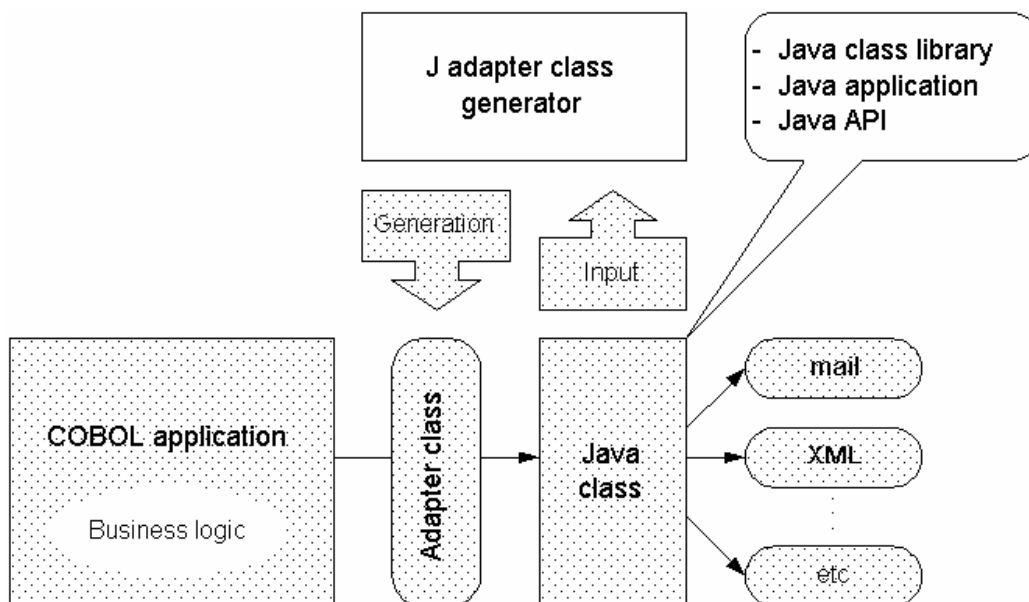 J adapter class
generator
- Java class library
- Java application
- Java API
Generation
Input
COBOL application
Business logic
Adapter class
Java
class
mail
XML
etc